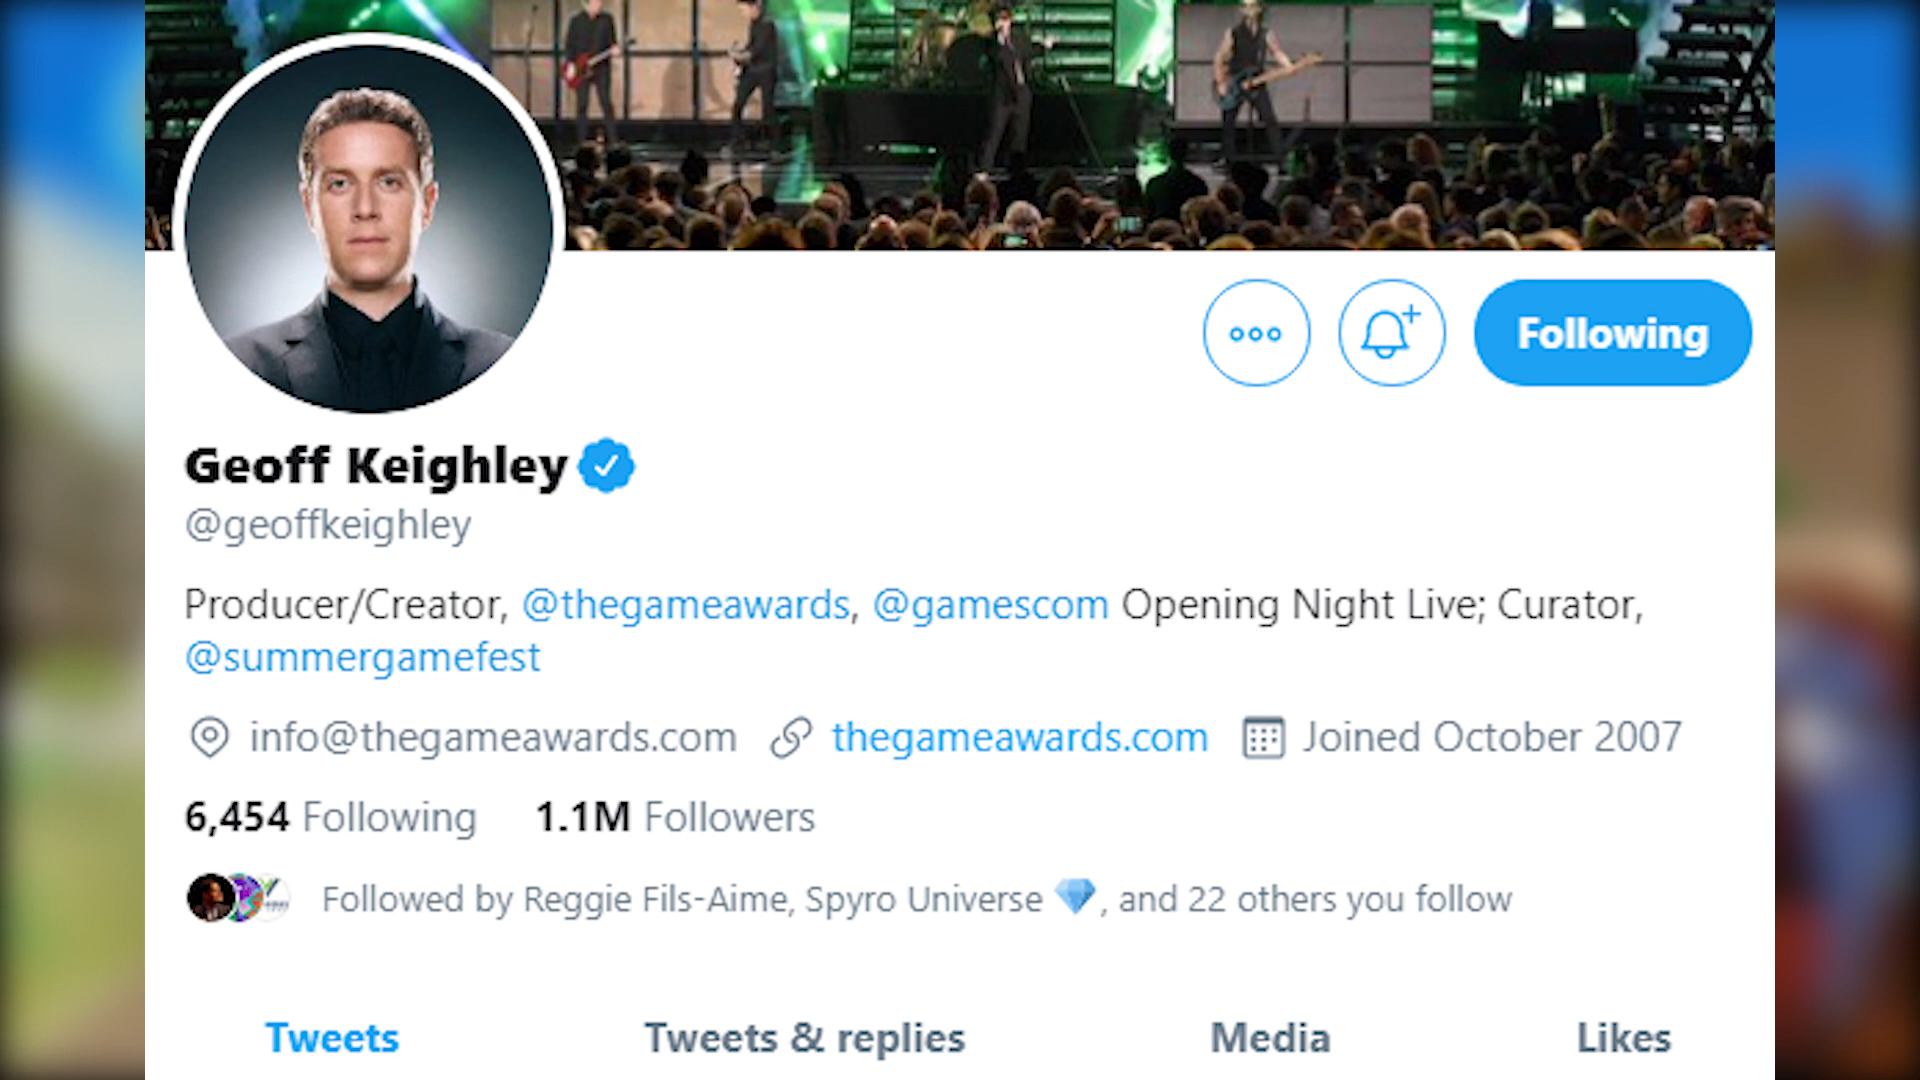 Following
Geoff Keighley
@geoffkeighley
Producer/Creator, @thegameawards, @gamescom Opening Night Live; Curator,
@summergamefest
info@thegameawards.com thegameawards.com Joined October 2007
6,454 Following 1.1M Followers
Followed by Reggie Fils-Aime, Spyro Universe 💎, and 22 others you follow
Tweets Tweets & replies Media Likes